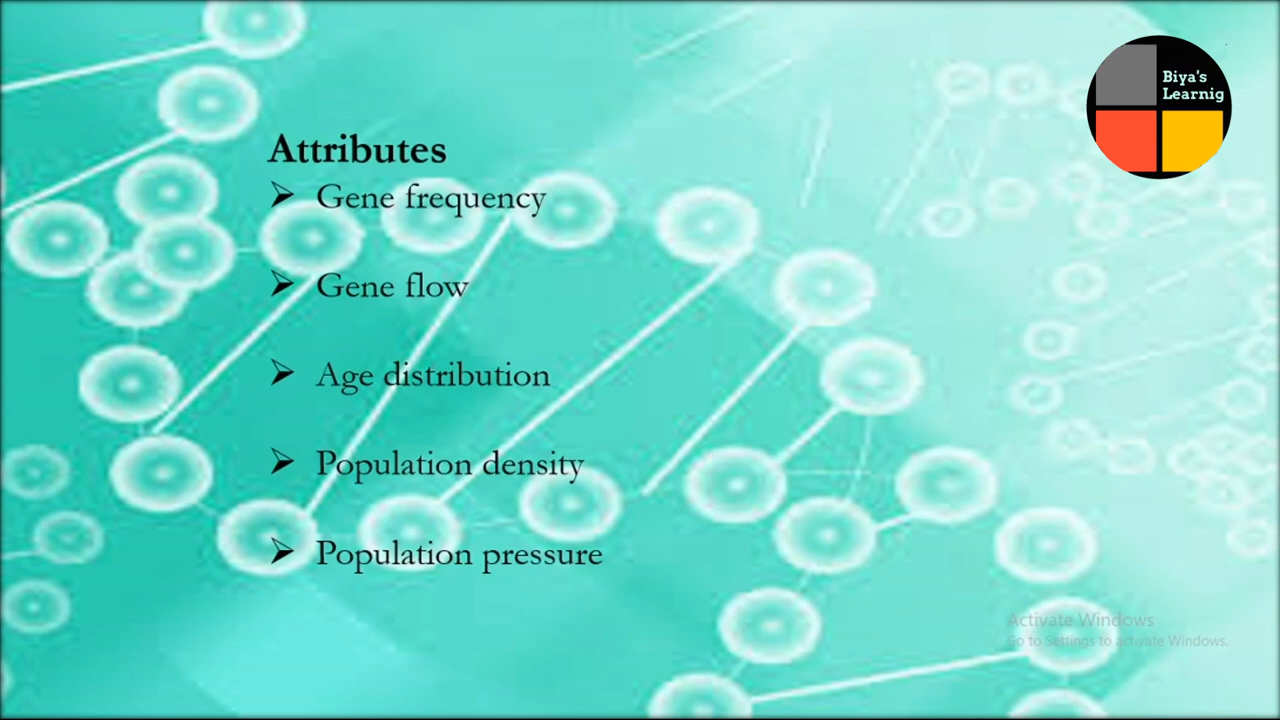 Biya's
Learnig
Attributes
➢ Gene frequency
➢ Gene flow
➢ Age distribution
➢ Population density
➢ Population pressure
Activate Windows
Go to Settings to activate Windows.